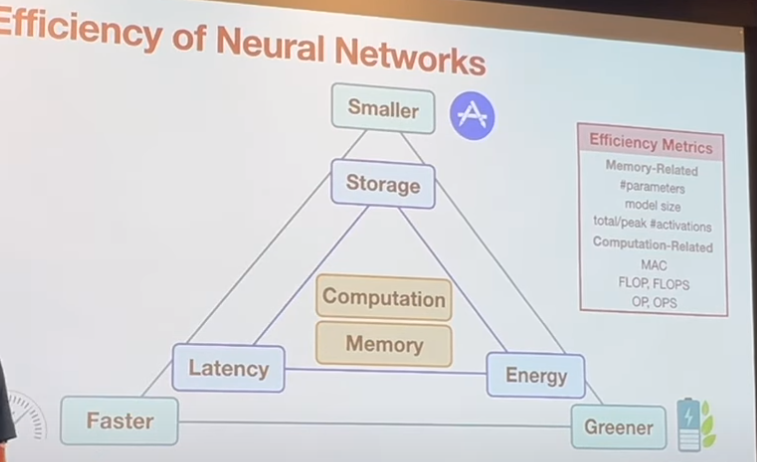 Efficiency of Neural Networks
Smaller
Storage
Computation
Memory
Latency
Energy
Faster
Greener
Efficiency Metrics
Memory-Related
#parameters
model size
total/peak #activations
Computation-Related
MAC
FLOP, FLOPS
OP, OPS